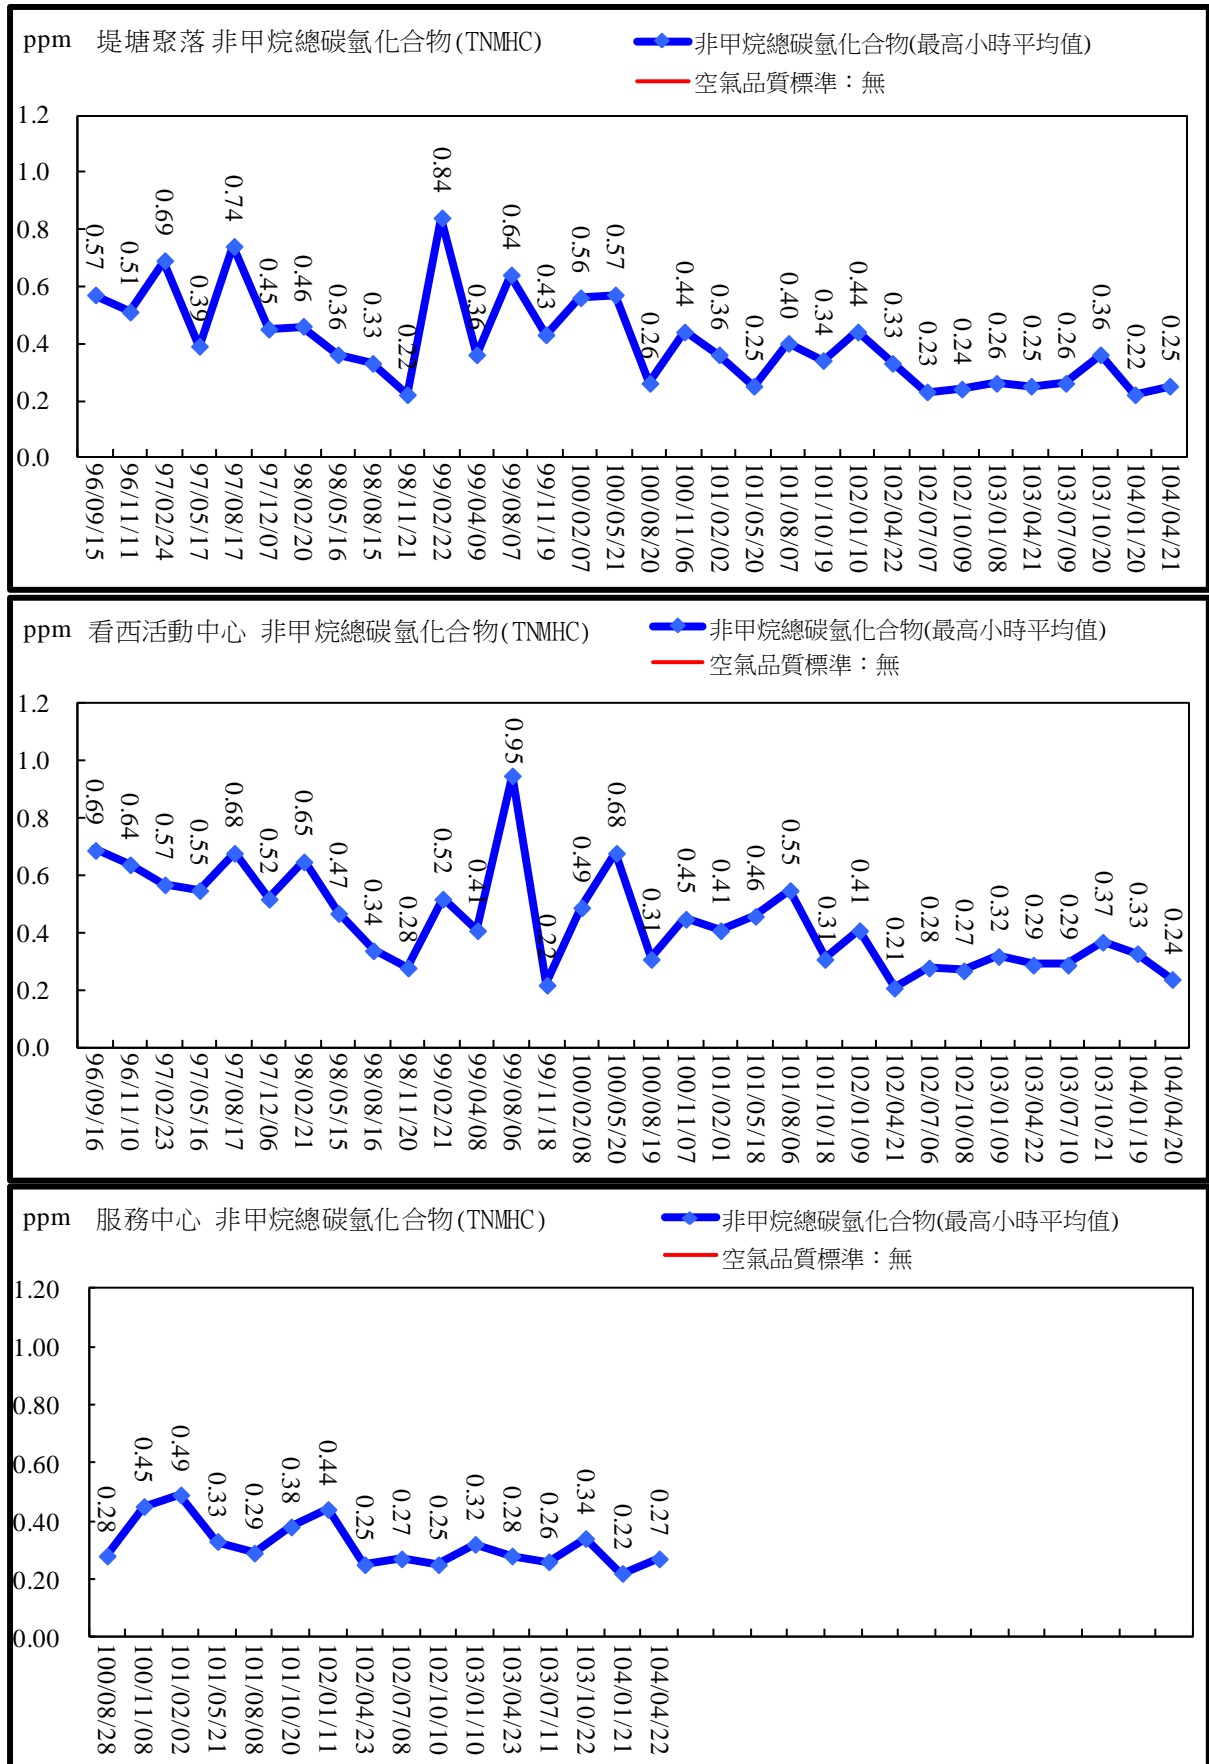 ppm 堤塘聚落 非甲烷總碳氫化合物(TNMHC)
非甲烷總碳氫化合物(最高小時平均值)
空氣品質標準：無
1.2
1.0
0.8
0.6
0.4
0.2
0.0
0.57 0.51 0.69 0.39 0.74 0.45 0.46 0.36 0.33 0.22 0.84 0.36 0.64 0.43 0.56 0.57 0.26 0.44 0.36 0.25 0.40 0.34 0.44 0.33 0.23 0.24 0.26 0.25 0.26 0.36 0.22 0.25
96/09/15 96/11/11 97/02/24 97/05/17 97/08/17 97/12/07 98/02/20 98/05/16 98/08/15 98/11/21 99/02/22 99/04/09 99/08/07 99/11/19 100/02/07 100/05/21 100/08/20 100/11/06 101/02/02 101/05/20 101/08/07 101/10/19 102/01/10 102/04/22 102/07/07 102/10/09 103/01/08 103/04/21 103/07/09 103/10/20 104/01/20 104/04/21
ppm 看西活動中心 非甲烷總碳氫化合物(TNMHC)
非甲烷總碳氫化合物(最高小時平均值)
空氣品質標準：無
1.2
1.0
0.8
0.6
0.4
0.2
0.0
0.69 0.64 0.57 0.55 0.68 0.52 0.65 0.47 0.34 0.28 0.52 0.41 0.95 0.22 0.49 0.68 0.31 0.45 0.41 0.46 0.55 0.31 0.41 0.21 0.28 0.27 0.32 0.29 0.29 0.37 0.33 0.24
96/09/16 96/11/10 97/02/23 97/05/16 97/08/17 97/12/06 98/02/21 98/05/15 98/08/16 98/11/20 99/02/21 99/04/08 99/08/06 99/11/18 100/02/08 100/05/20 100/08/19 100/11/07 101/02/01 101/05/18 101/08/06 101/10/18 102/01/09 102/04/21 102/07/06 102/10/08 103/01/09 103/04/22 103/07/10 103/10/21 104/01/19 104/04/20
ppm 服務中心 非甲烷總碳氫化合物(TNMHC)
非甲烷總碳氫化合物(最高小時平均值)
空氣品質標準：無
1.20
1.00
0.80
0.60
0.40
0.20
0.00
0.28 0.45 0.49 0.33 0.29 0.38 0.44 0.25 0.27 0.25 0.32 0.28 0.26 0.34 0.22 0.27
100/08/28 100/11/08 101/02/02 101/05/21 101/08/08 101/10/20 102/01/11 102/04/23 102/07/08 102/10/10 103/01/10 103/04/23 103/07/11 103/10/22 104/01/21 104/04/22